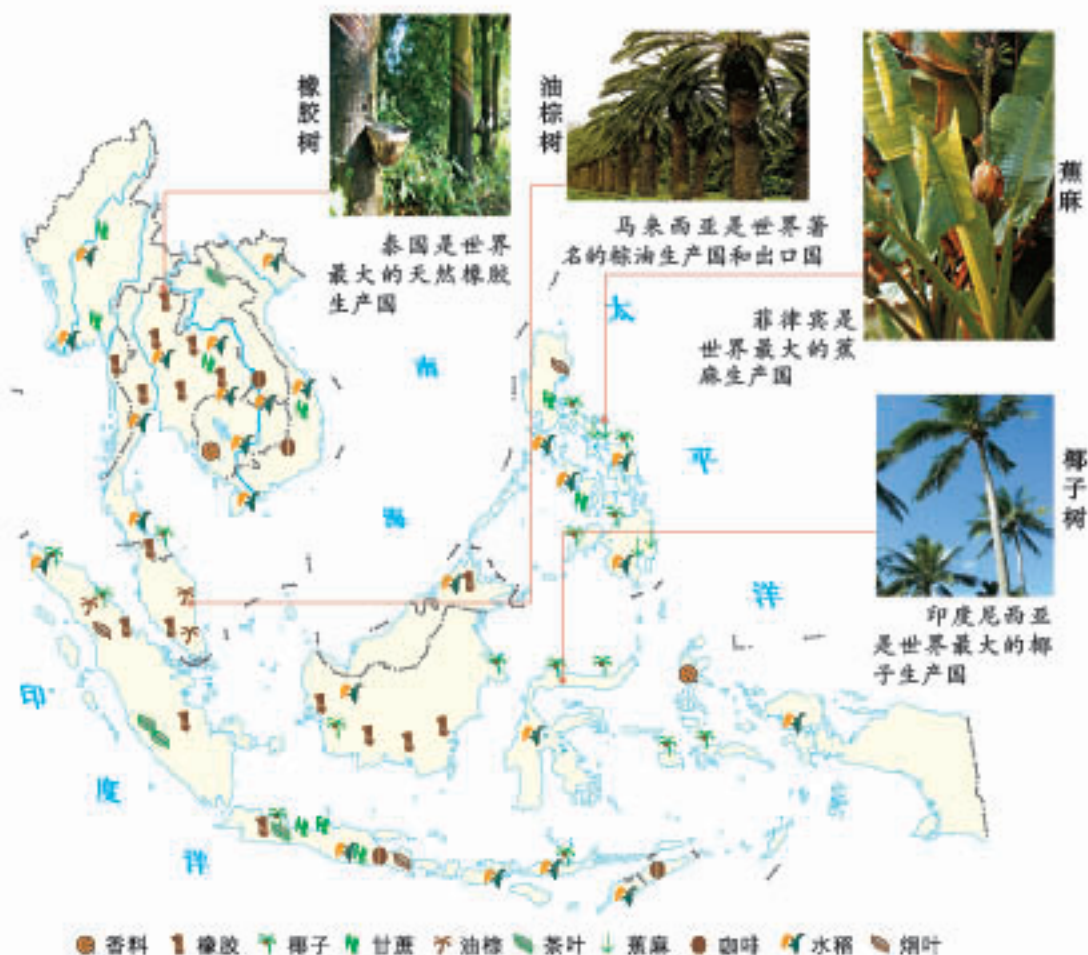 橡胶树
泰国是世界
最大的天然橡胶
生产国
油棕树
马来西亚是世界著
名的棕油生产国和出口国
蕉麻
菲律宾是
世界最大的蕉
麻生产国
椰子树
印度尼西亚
是世界最大的椰
子生产国
南
海
太
平
洋
印
度
洋
香料 橡胶 椰子 甘蔗 油棕 茶叶 蕉麻 咖啡 水稻 烟叶